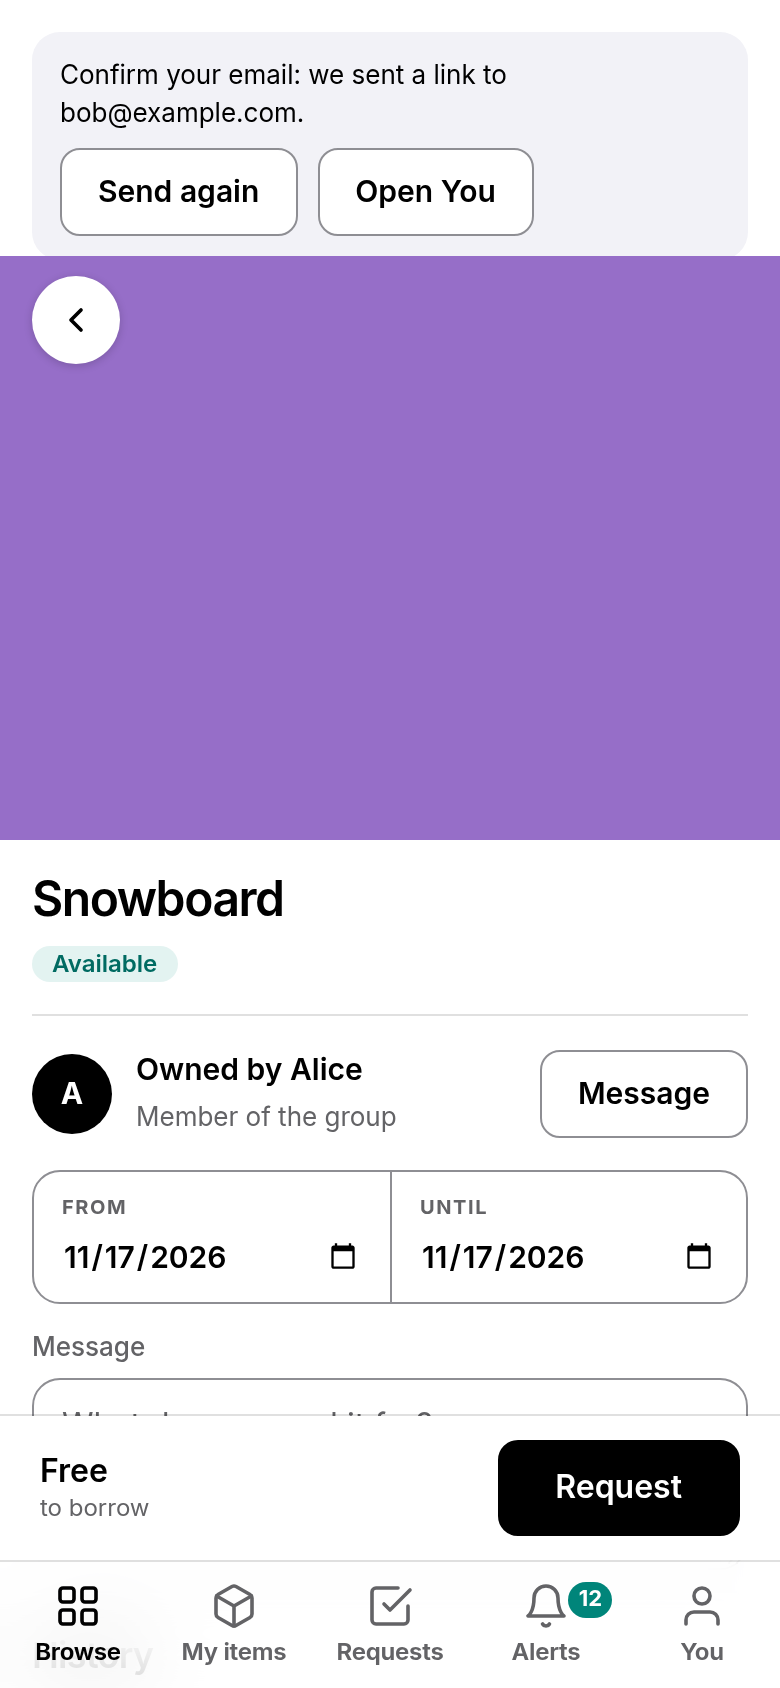 Confirm your email: we sent a link to
bob@example.com.
Send again
Open You
Snowboard
Available
A
Owned by Alice
Member of the group
Message
FROM
11/17/2026
UNTIL
11/17/2026
Message
Free
to borrow
Request
12
Browse
My items
Requests
Alerts
You
History